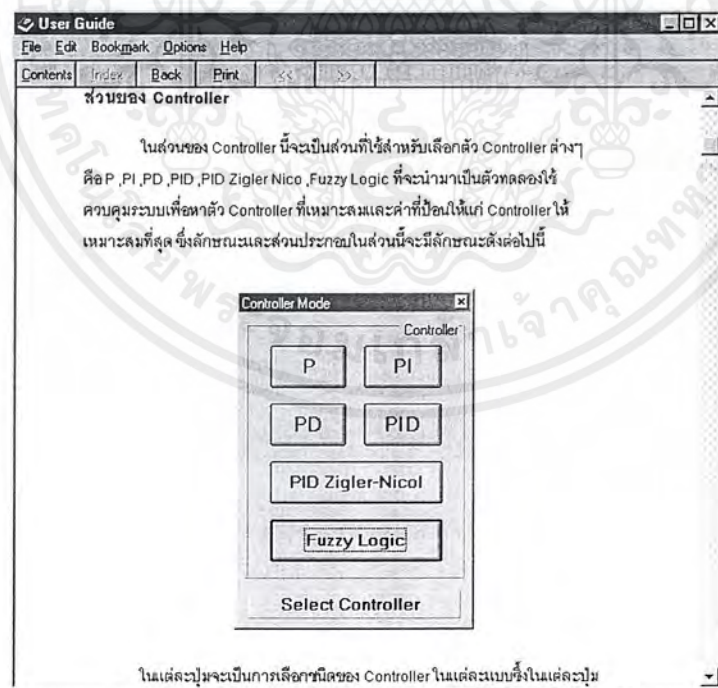 User Guide
File Edit Bookmark Options Help
Contents Index Back Print << >>
ส่วนของ Controller
ในส่วนของ Controller นี้จะเป็นส่วนที่ใช้สำหรับเลือกตัว Controller ต่างๆ
คือ P ,PI ,PD ,PID ,PID Zigler Nico ,Fuzzy Logic ที่จะนำมาเป็นตัวทดลองใช้
ควบคุมระบบเพื่อหาตัว Controller ที่เหมาะสมและค่าที่ป้อนให้แก่ Controller ให้
เหมาะสมที่สุด ซึ่งลักษณะและส่วนประกอบในส่วนนี้จะมีลักษณะดังต่อไปนี้
Controller Mode
Controller
P PI
PD PID
PID Zigler-Nicol
Fuzzy Logic
Select Controller
ในแต่ละปุ่มจะเป็นการเลือกชนิดของ Controller ในแต่ละแบบซึ่งในแต่ละปุ่ม